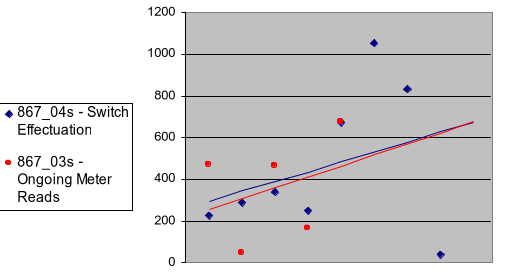 1200
1000
800
600
400
200
0
867_04s - Switch
Effectuation
867_03s -
Ongoing Meter
Reads